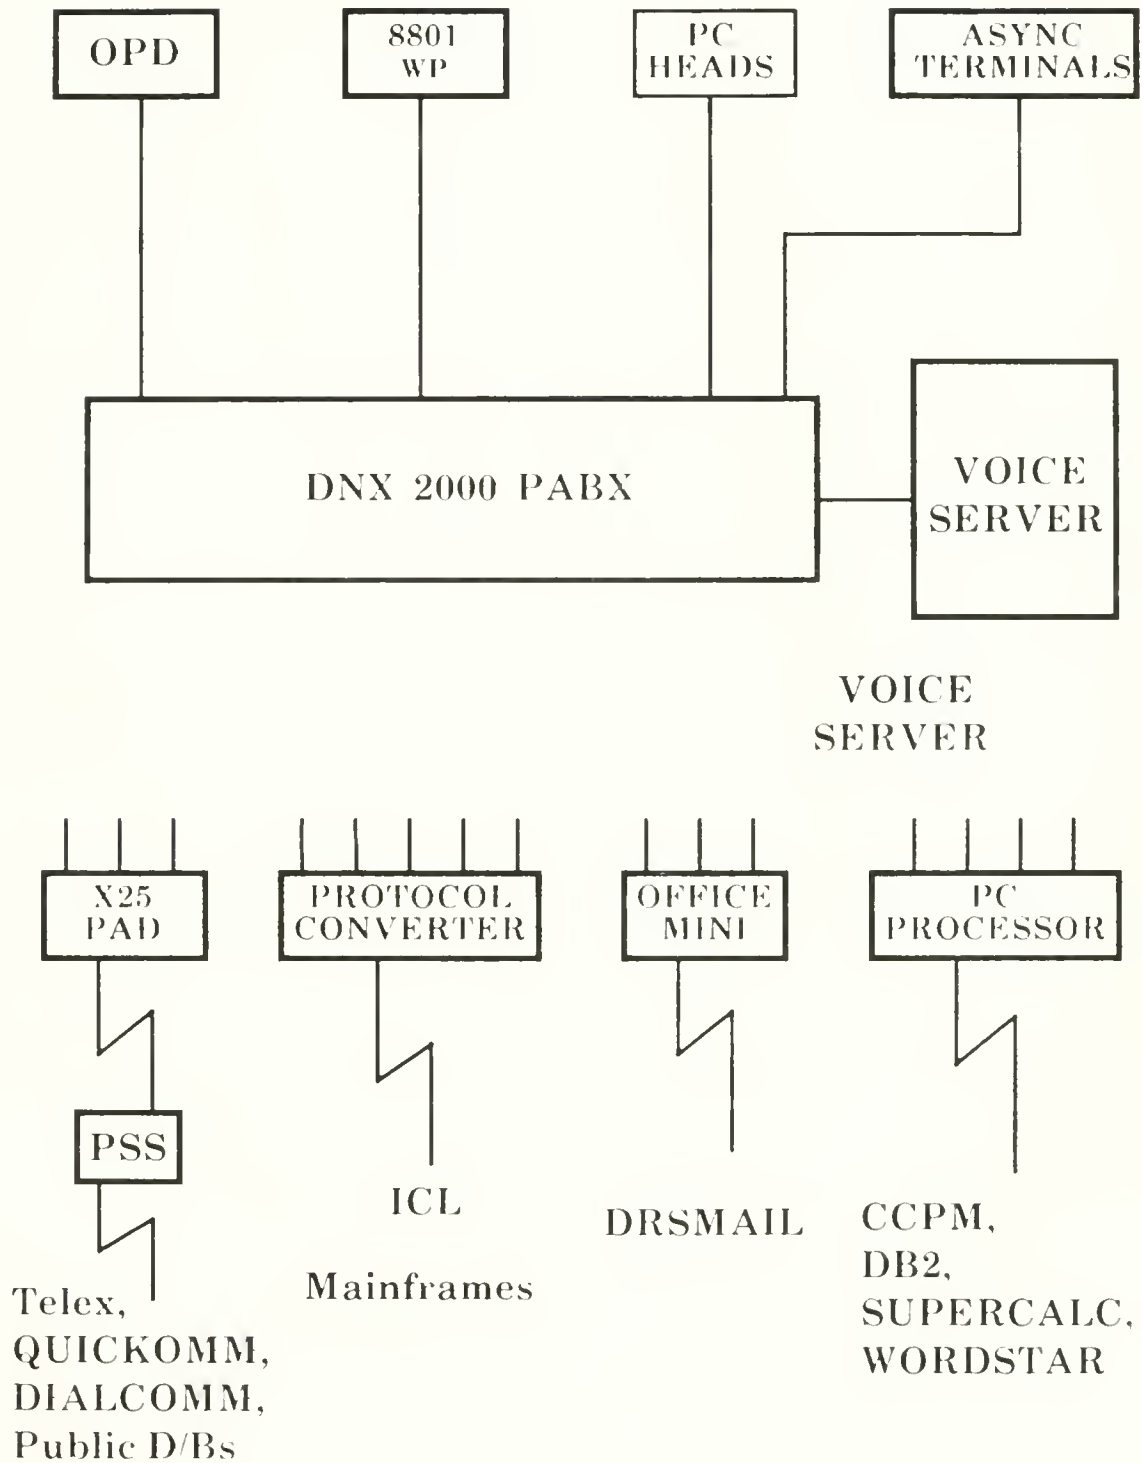 OPD
8801
WP
PC
HEADS
ASYNC
TERMINALS
DNX 2000 PABX
VOICE
SERVER
VOICE
SERVER
X25
PAD
PROTOCOL
CONVERTER
OFFICE
MINI
PC
PROCESSOR
PSS
ICL
Mainframes
DRSMAIL
CCPM,
DB2,
SUPERCALC,
WORDSTAR
Telex,
QUICKOMM,
DIALCOMM,
Public D/Bs